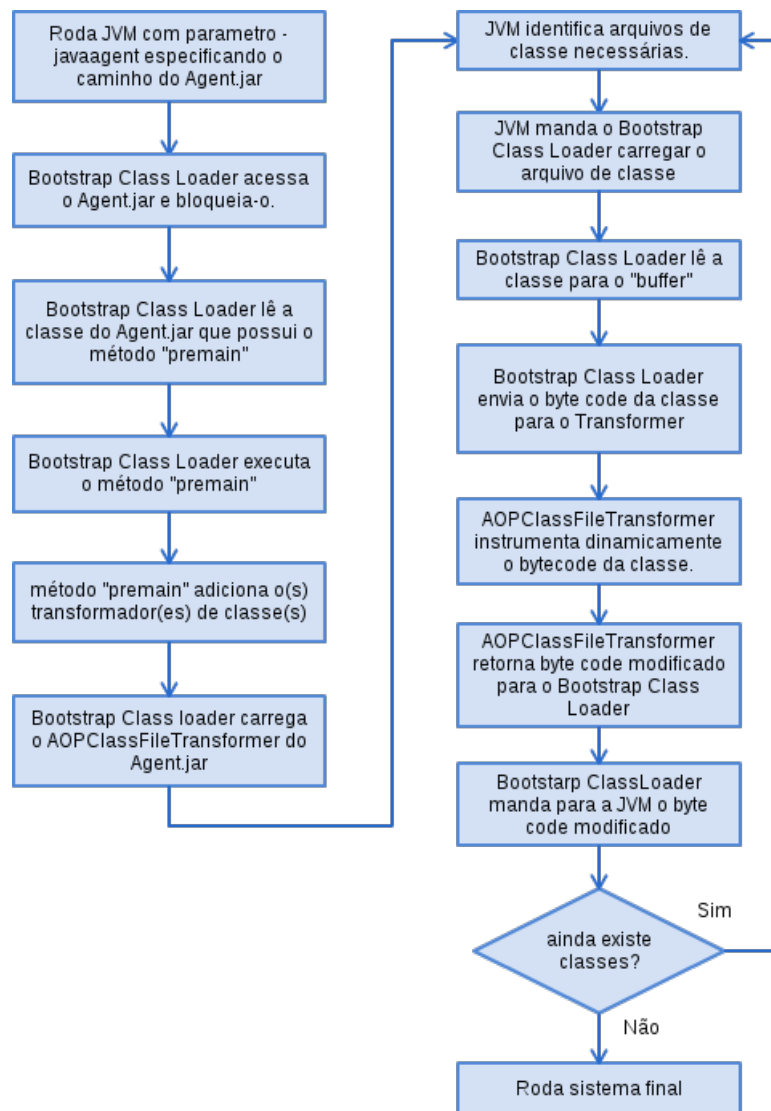 Roda JVM com parametro -
javaagent especificando o
caminho do Agent.jar
Bootstrap Class Loader acessa
o Agent.jar e bloqueia-o.
Bootstrap Class Loader lê a
classe do Agent.jar que possui o
método "premain"
Bootstrap Class Loader executa
o método "premain"
método "premain" adiciona o(s)
transformador(es) de classe(s)
Bootstrap Class loader carrega
o AOPClassFileTransformer do
Agent.jar
JVM identifica arquivos de
classe necessárias.
JVM manda o Bootstrap
Class Loader carregar o
arquivo de classe
Bootstrap Class Loader lê a
classe para o "buffer"
Bootstrap Class Loader
envia o byte code da classe
para o Transformer
AOPClassFileTransformer
instrumenta dinamicamente
o bytecode da classe.
AOPClassFileTransformer
retorna byte code modificado
para o Bootstrap Class
Loader
Bootstarp ClassLoader
manda para a JVM o byte
code modificado
Sim
ainda existe
classes?
Não
Roda sistema final